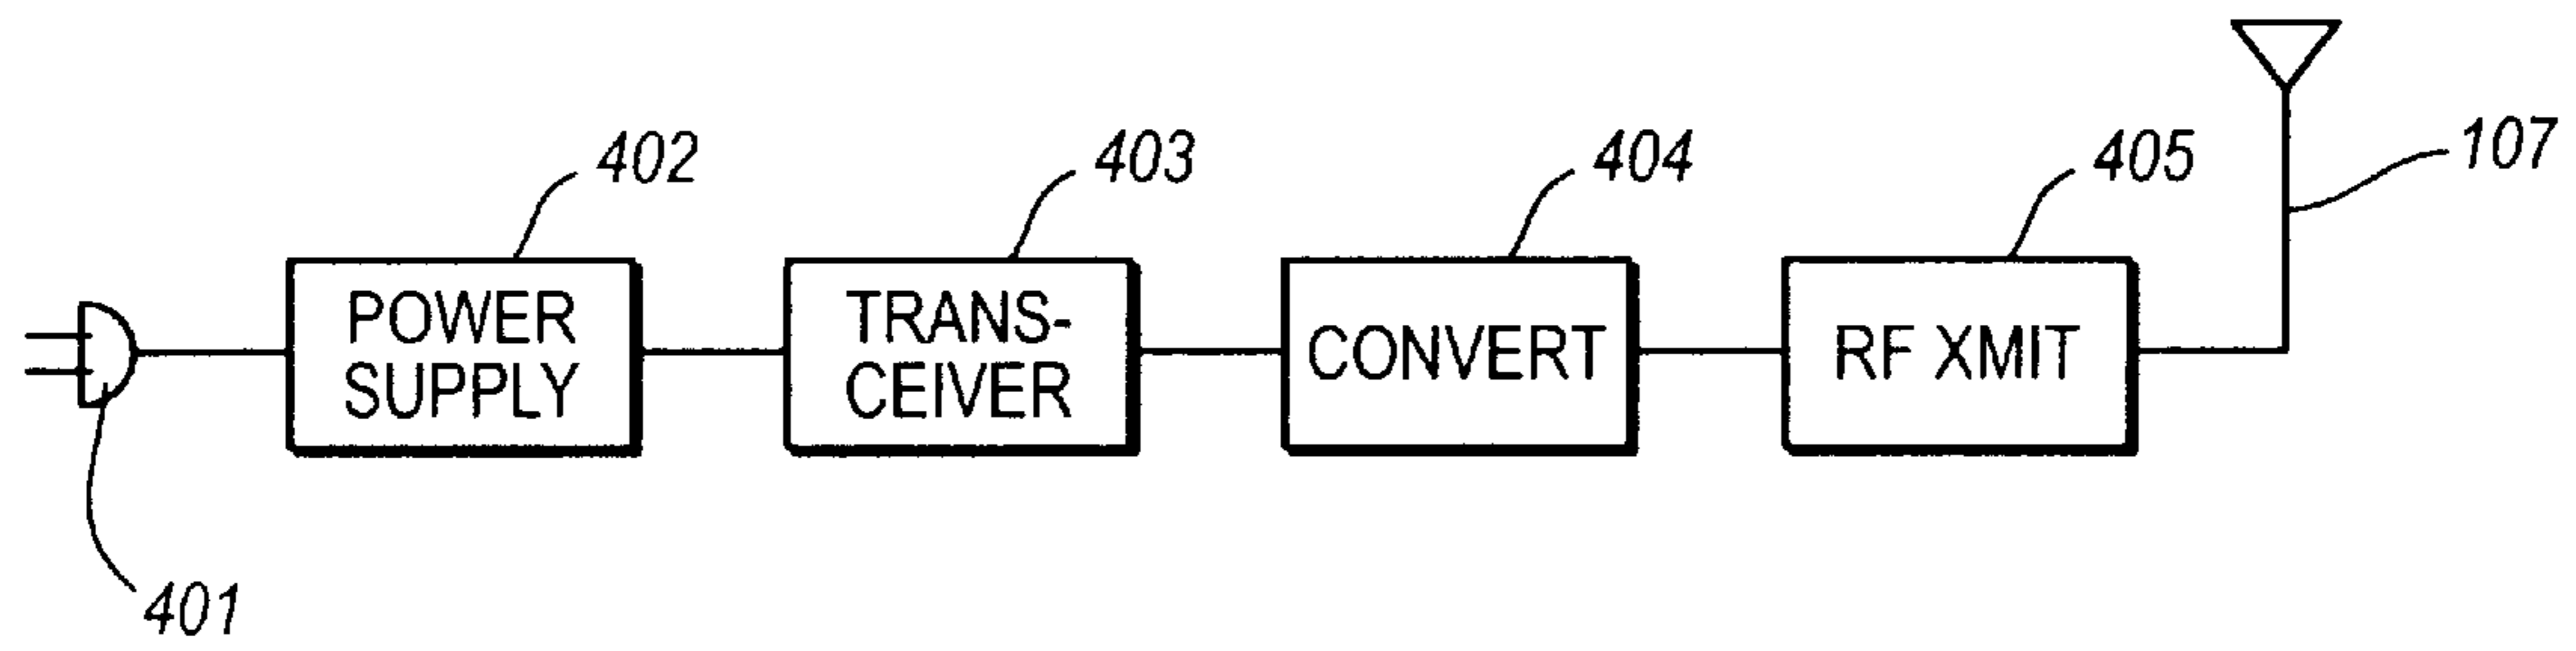 107
402
403
404
405
POWER
SUPPLY
TRANS-
CEIVER
CONVERT
RF XMIT
401